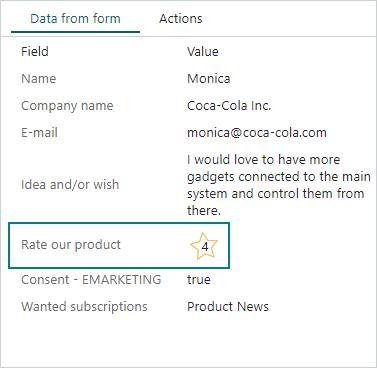 Data from form Actions
Field Value
Name Monica
Company name Coca-Cola Inc.
E-mail monica@coca-cola.com
Idea and/or wish I would love to have more
gadgets connected to the main
system and control them from
there.
Rate our product 4
Consent - EMARKETING true
Wanted subscriptions Product News